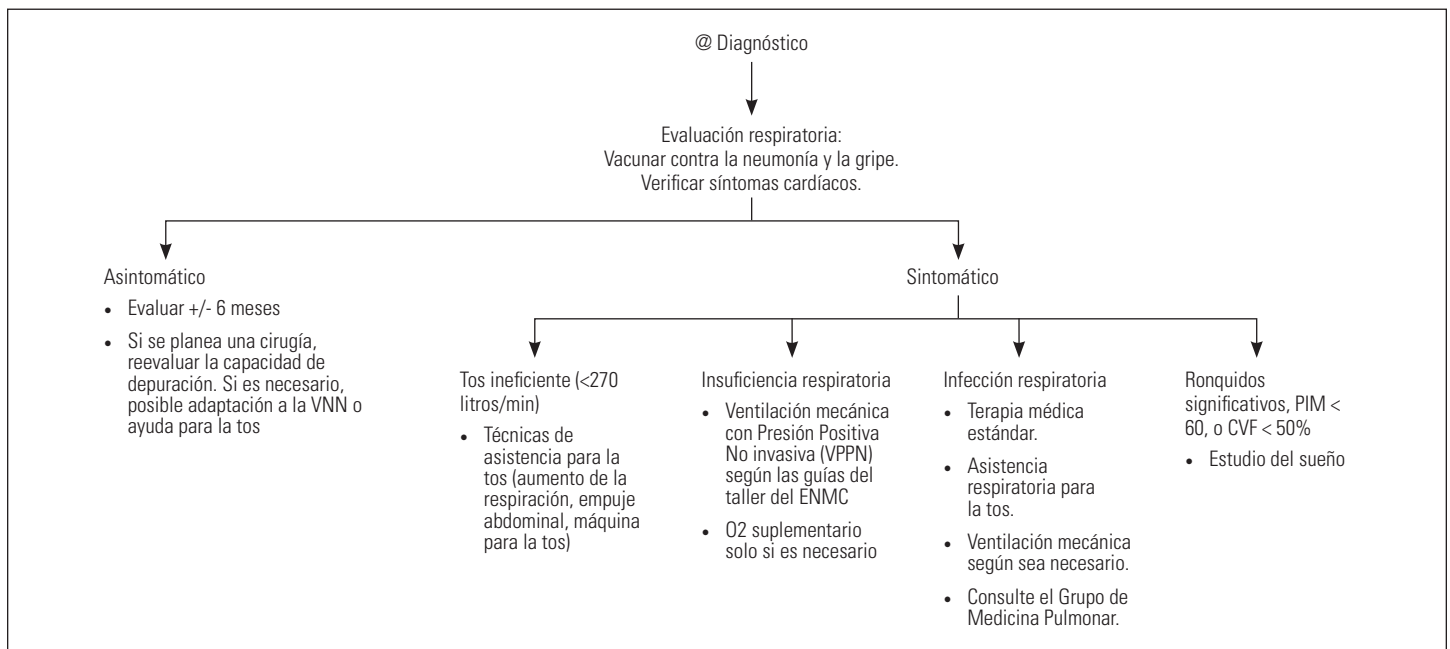 @ Diagnóstico
Evaluación respiratoria:
Vacunar contra la neumonía y la gripe.
Verificar síntomas cardíacos.
Asintomático
• Evaluar +/- 6 meses
• Si se planea una cirugía,
reevaluar la capacidad de
depuración. Si es necesario,
posible adaptación a la VNN o
ayuda para la tos
Sintomático
Tos ineficiente (<270
litros/min)
• Técnicas de
asistencia para la
tos (aumento de la
respiración, empuje
abdominal, máquina
para la tos)
Insuficiencia respiratoria
• Ventilación mecánica
con Presión Positiva
No invasiva (VPPN)
según las guías del
taller del ENMC
• O2 suplementario
solo si es necesario
Infección respiratoria
• Terapia médica
estándar.
• Asistencia
respiratoria para
la tos.
• Ventilación mecánica
según sea necesario.
• Consulte el Grupo de
Medicina Pulmonar.
Ronquidos
significativos, PIM <
60, o CVF < 50%
• Estudio del sueño